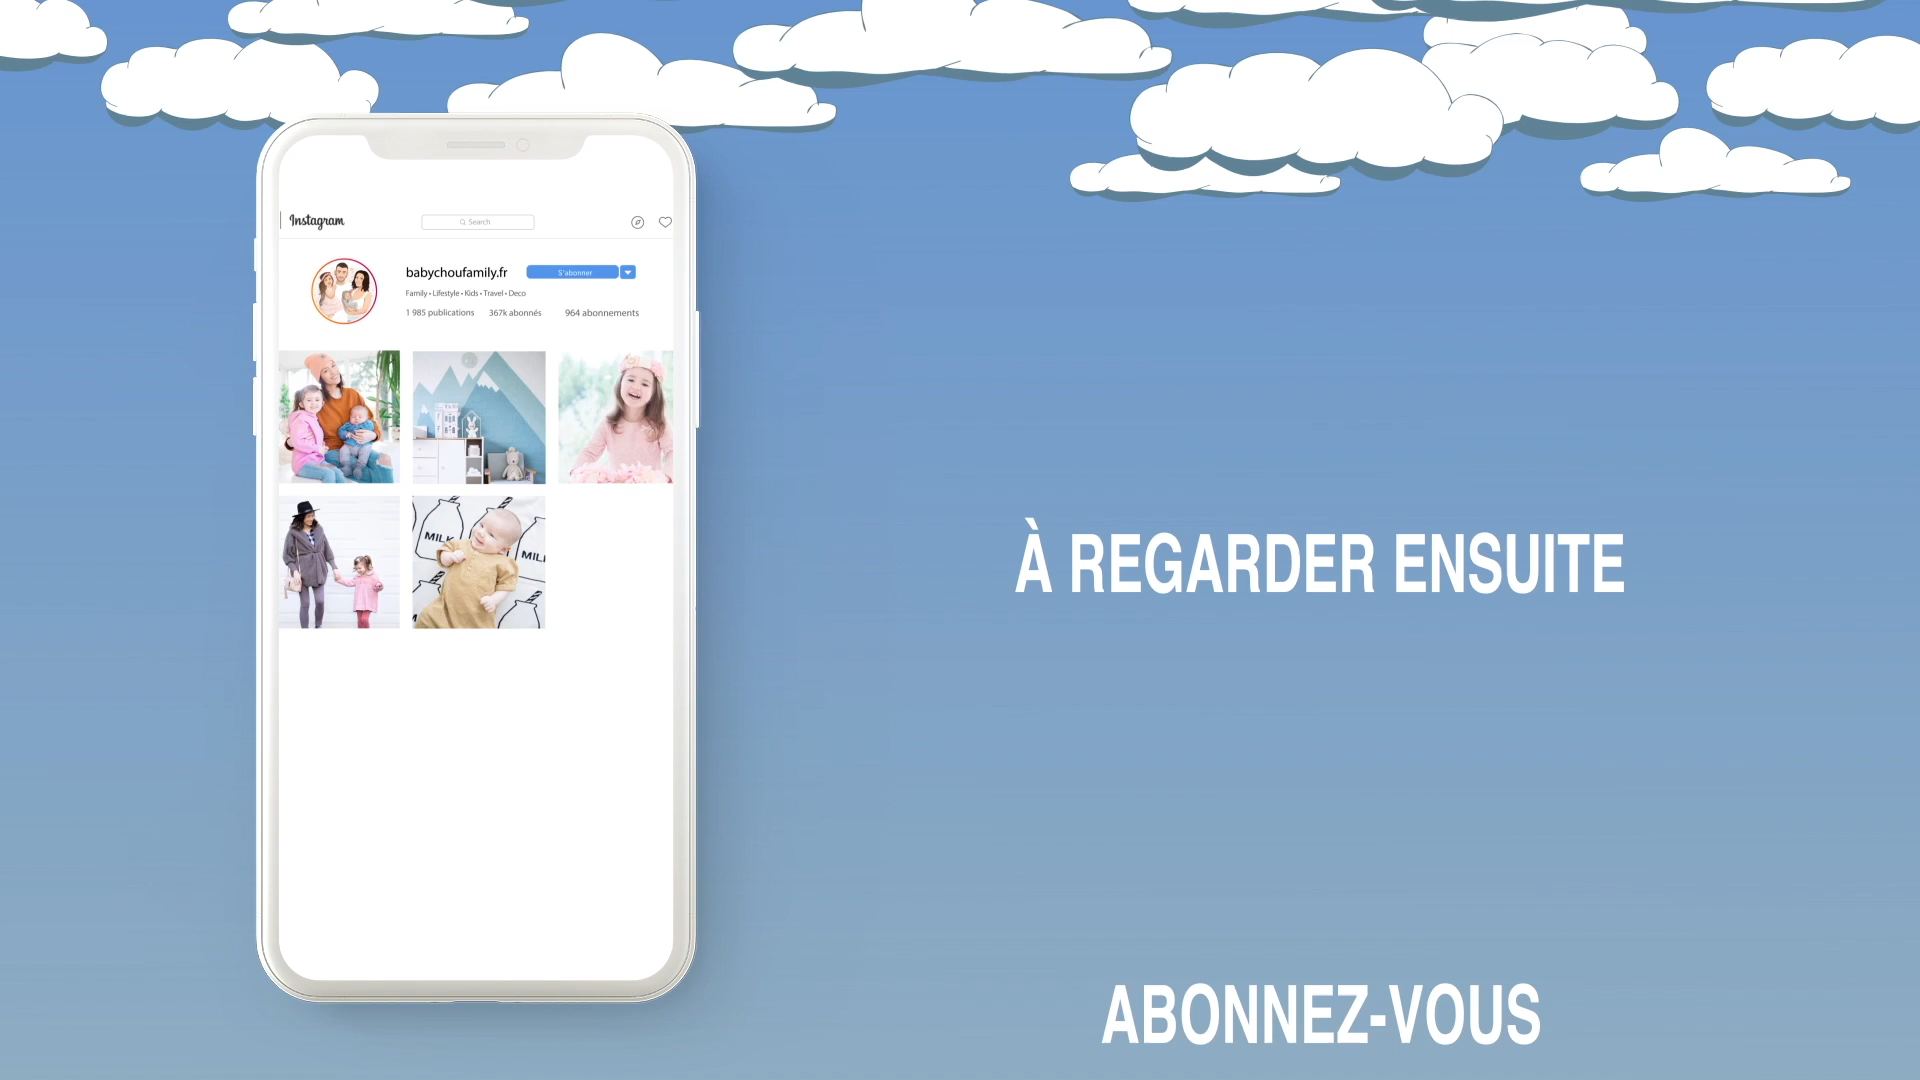 Instagram
Search
babychoufamily.fr
S'abonner
Family • Lifestyle • Kids • Travel • Deco
1 985 publications 367k abonnés 964 abonnements
MILK
MIL
À REGARDER ENSUITE
ABONNEZ-VOUS